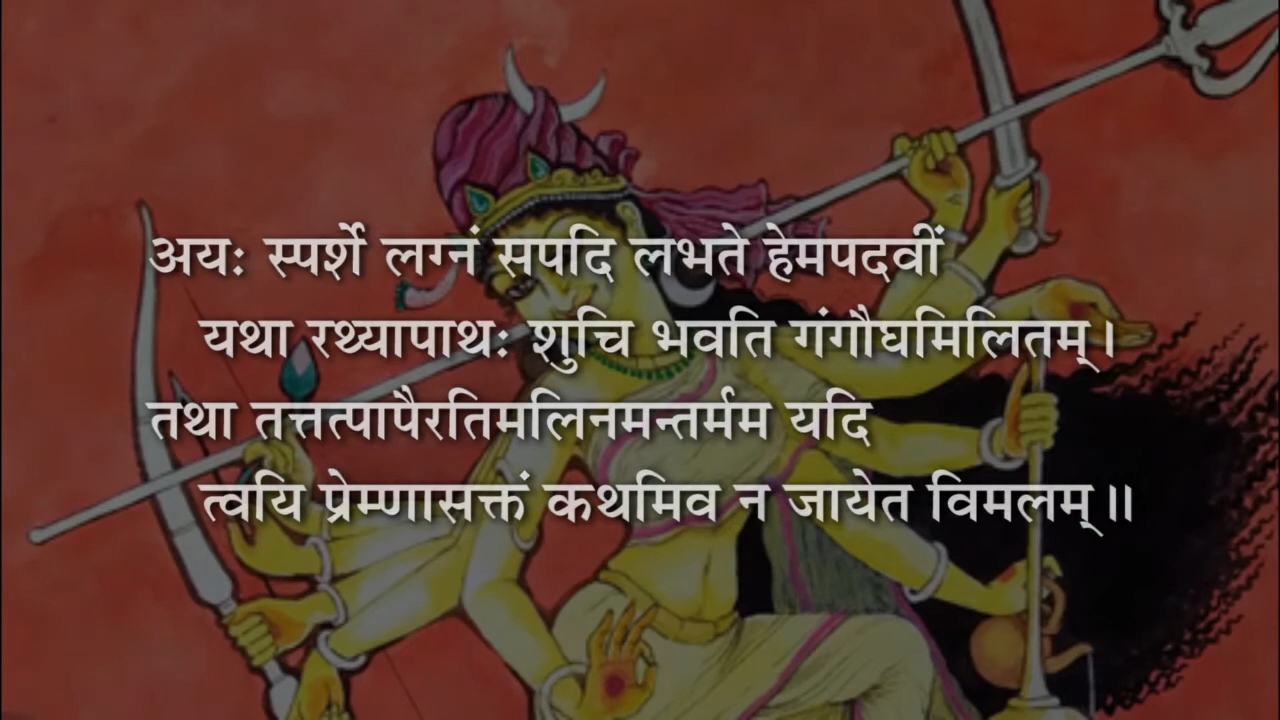 अयः स्पर्शे लग्नं सपदि लभते हेमपदवीं
यथा रथ्यापाथः शुचि भवति गंगौघमिलितम्।
तथा तत्तत्पापैरतिमलिनमन्तर्मम यदि
त्वयि प्रेम्णासक्तं कथमिव न जायेत विमलम्॥